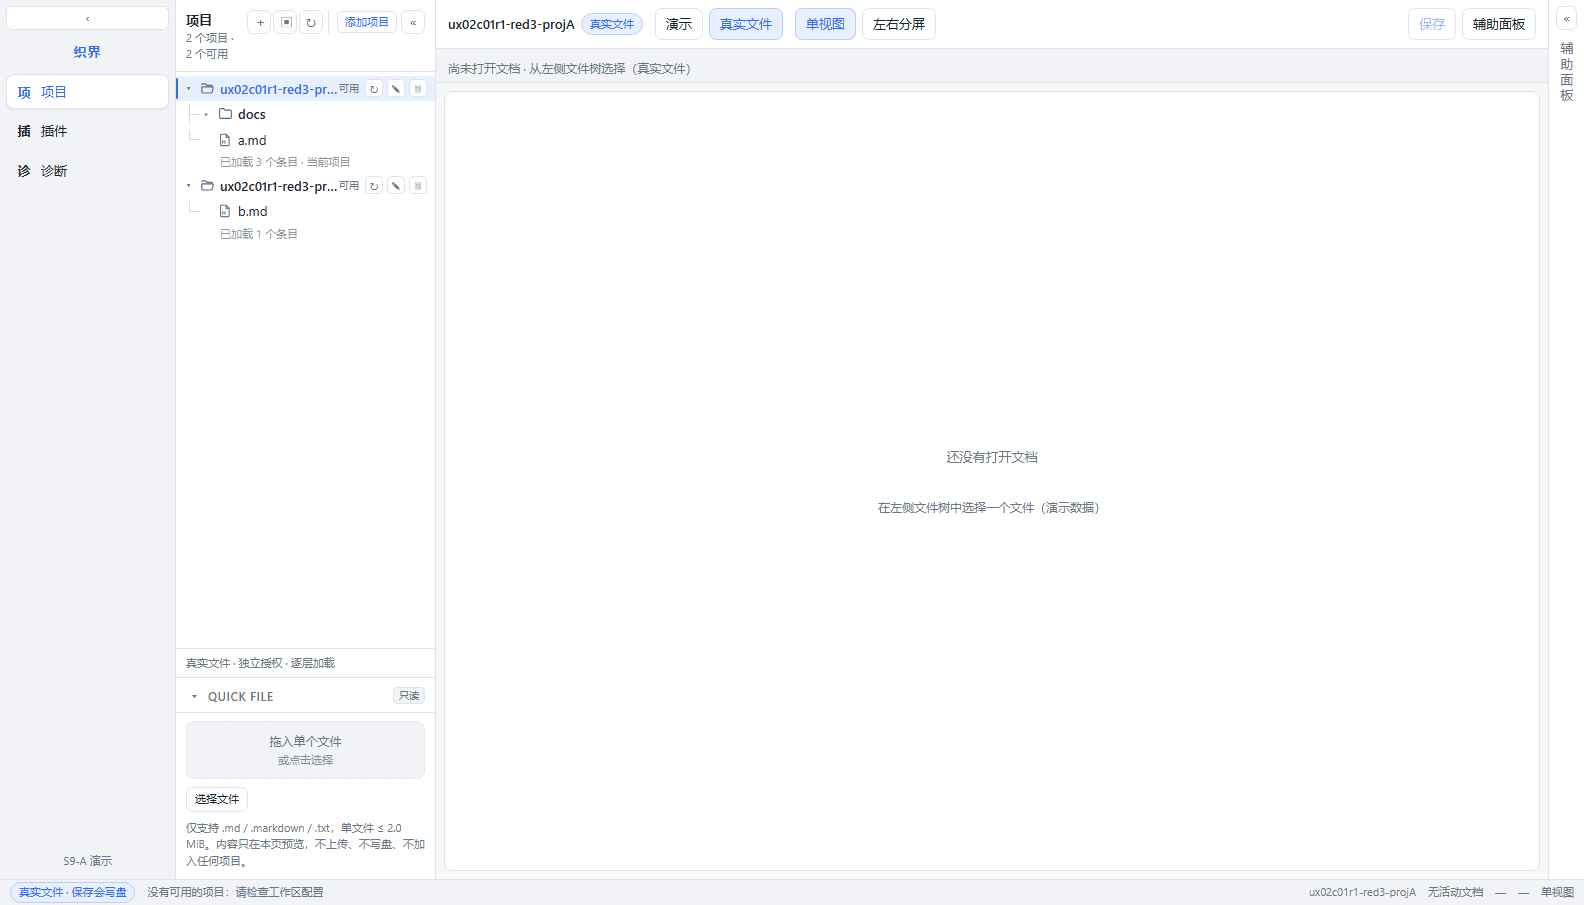 ‹
织界
项 项目
插 插件
诊 诊断
S9-A 演示
项目
2 个项目 ·
2 个可用
+
↻
添加项目
«
ux02c01r1-red3-pr... 可用 ↻
docs
a.md
已加载 3 个条目 · 当前项目
ux02c01r1-red3-pr... 可用 ↻
b.md
已加载 1 个条目
真实文件 · 独立授权 · 逐层加载
QUICK FILE 只读
拖入单个文件
或点击选择
选择文件
仅支持 .md / .markdown / .txt，单文件 ≤ 2.0
MiB。内容只在本页预览，不上传、不写盘、不加
入任何项目。
ux02c01r1-red3-projA 真实文件 演示 真实文件 单视图 左右分屏 保存 辅助面板
尚未打开文档 · 从左侧文件树选择（真实文件）
还没有打开文档
在左侧文件树中选择一个文件（演示数据）
«
辅助面板
真实文件 · 保存会写盘 没有可用的项目：请检查工作区配置 ux02c01r1-red3-projA 无活动文档 — — 单视图